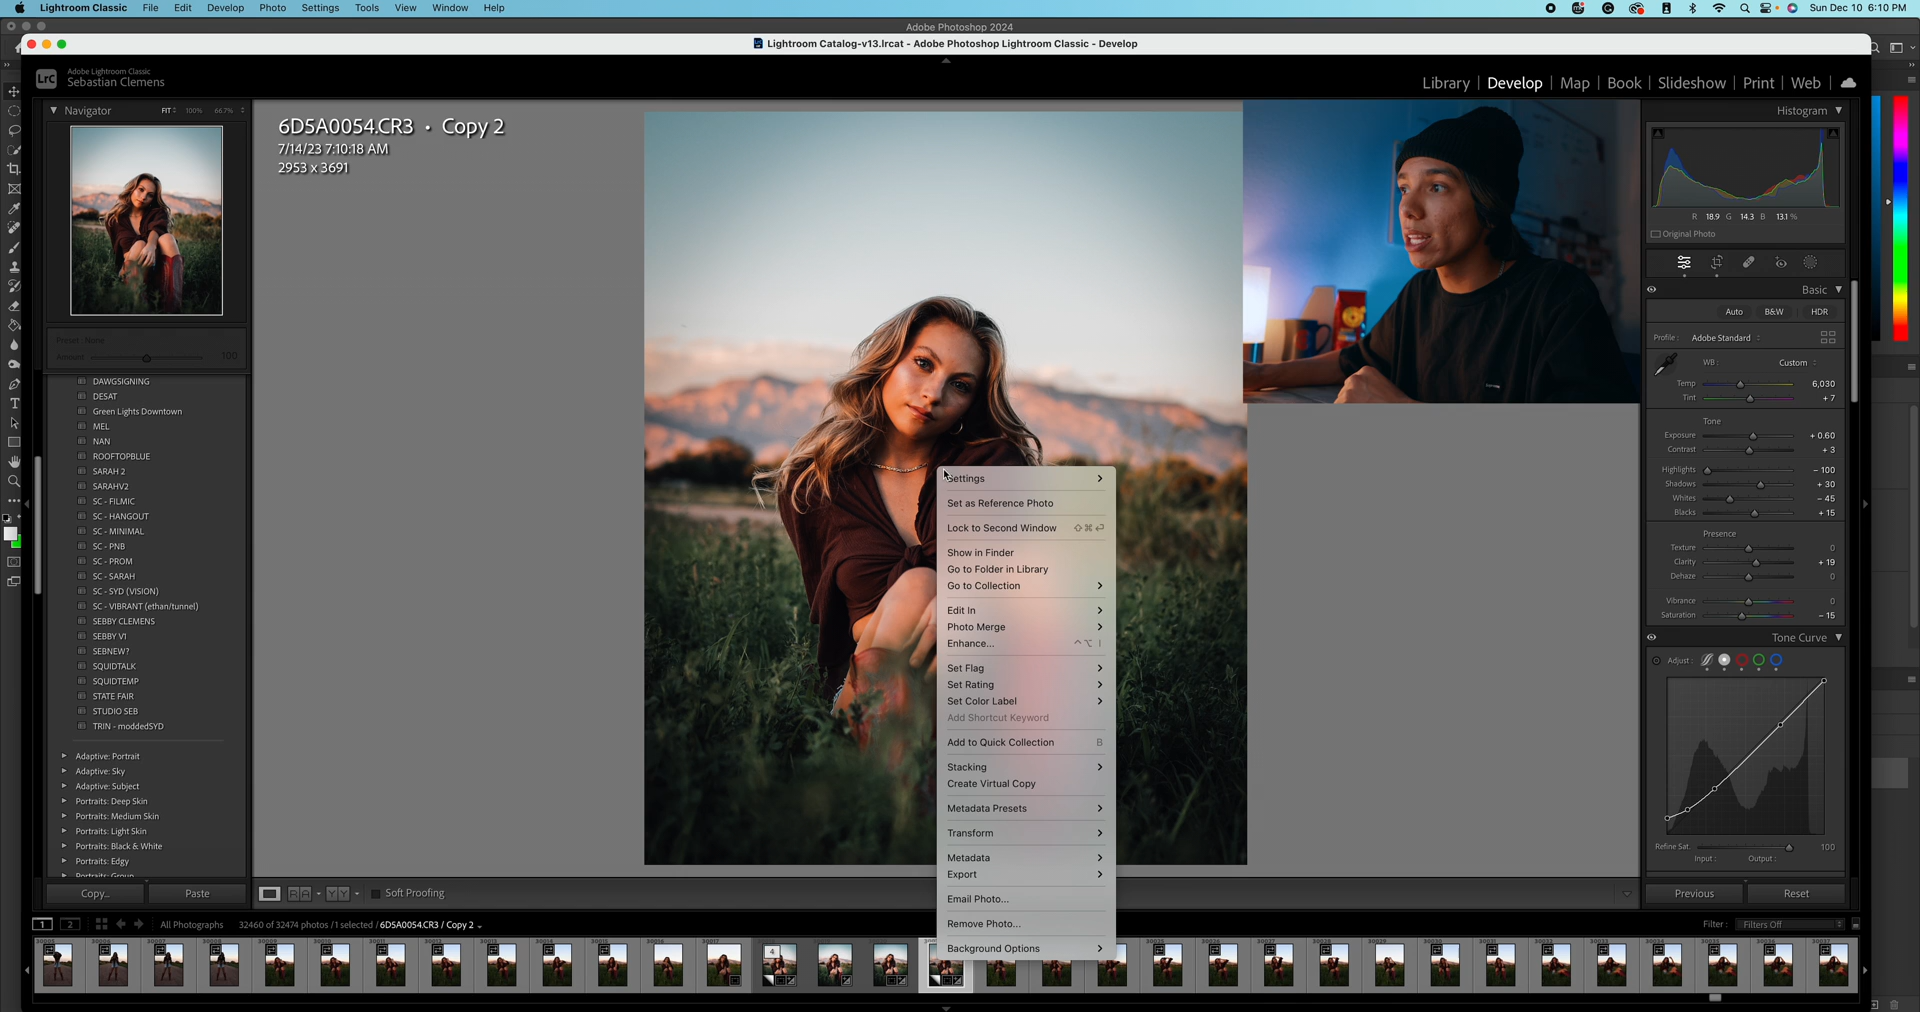 Lightroom Classic File Edit Develop Photo Settings Tools View Window Help
Sun Dec 10 6:10 PM
Adobe Photoshop 2024
Lightroom Catalog-v13.lrcat - Adobe Photoshop Lightroom Classic - Develop
LrC
Adobe Lightroom Classic
Sebastian Clemens
Library | Develop | Map | Book | Slideshow | Print | Web
Navigator FIT 100% 66.7%
Preset: None
Amount 100
DAWGSIGNING
DESAT
Green Lights Downtown
MEL
NAN
ROOFTOPBLUE
SARAH 2
SARAHV2
SC - FILMIC
SC - HANGOUT
SC - MINIMAL
SC - PNB
SC - PROM
SC - SARAH
SC - SYD (VISION)
SC - VIBRANT (ethan/tunnel)
SEBBY CLEMENS
SEBBY VI
SEBNEW?
SQUIDTALK
SQUIDTEMP
STATE FAIR
STUDIO SEB
TRIN - moddedSYD
Adaptive: Portrait
Adaptive: Sky
Adaptive: Subject
Portraits: Deep Skin
Portraits: Medium Skin
Portraits: Light Skin
Portraits: Black & White
Portraits: Edgy
Portraits: Group
Copy... Paste
6D5A0054.CR3 • Copy 2
7/14/23 7:10:18 AM
2953 x 3691
Settings
Set as Reference Photo
Lock to Second Window ⇧⌘↩
Show in Finder
Go to Folder in Library
Go to Collection
Edit In
Photo Merge
Enhance... ^⌥ I
Set Flag
Set Rating
Set Color Label
Add Shortcut Keyword
Add to Quick Collection B
Stacking
Create Virtual Copy
Metadata Presets
Transform
Metadata
Export
Email Photo...
Remove Photo...
Background Options
Histogram
R 18.9 G 14.3 B 13.1 %
Original Photo
Basic
Auto B&W HDR
Profile: Adobe Standard
WB: Custom
Temp 6,030
Tint + 7
Tone
Exposure + 0.60
Contrast + 3
Highlights - 100
Shadows + 30
Whites - 45
Blacks + 15
Presence
Texture 0
Clarity + 19
Dehaze 0
Vibrance 0
Saturation - 15
Tone Curve
Adjust:
Refine Sat. 100
Input: Output:
Previous Reset
Soft Proofing
1 2 All Photographs 32460 of 32474 photos / 1 selected / 6D5A0054.CR3 / Copy 2
Filter: Filters Off
4